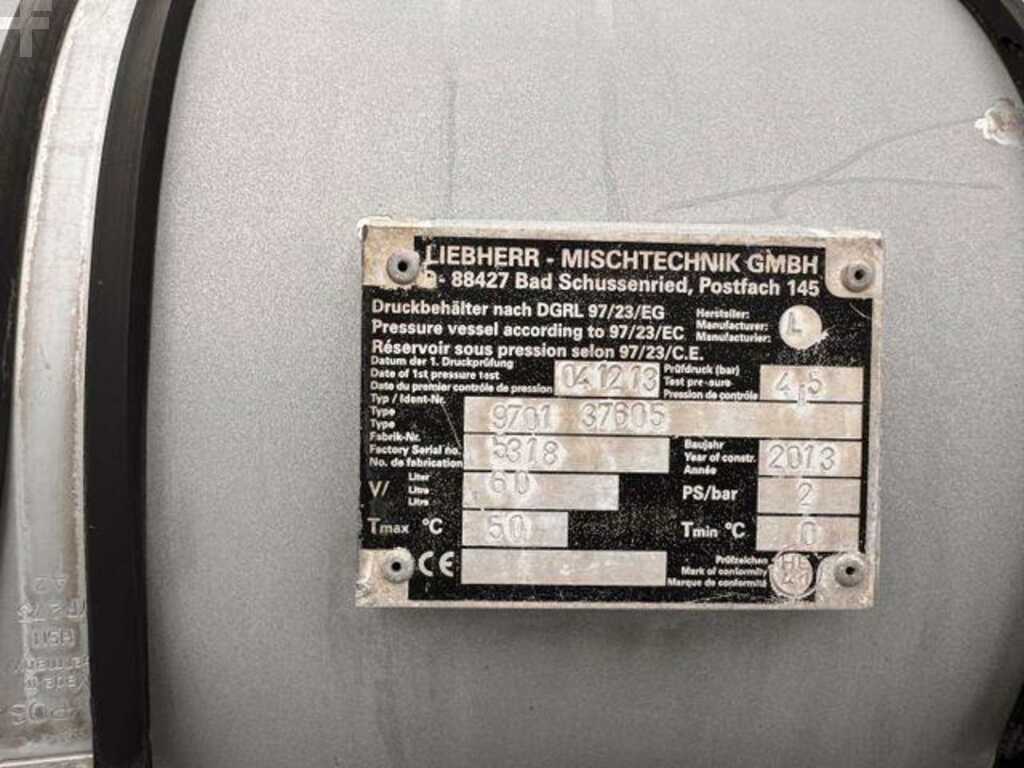 LIEBHERR - MISCHTECHNIK GMBH
D - 88427 Bad Schussenried, Postfach 145
Druckbehälter nach DGRL 97/23/EG
Pressure vessel according to 97/23/EC
Réservoir sous pression selon 97/23/C.E.
Hersteller:
Manufacturer:
Manufacturier:
L
Datum der 1. Druckprüfung
Date of 1st pressure test
Date du premier contrôle de pression
04.12.13
Prüfdruck (bar)
Test pre-sure
Pression de contrôle
4,5
Typ / Ident-Nr.
Type
Type
9701 37605
Fabrik-Nr.
Factory Serial no.
No. de fabrication
5318
Baujahr
Year of constr.
Année
2013
V/
Liter
Litre
Litre
60
PS/bar
2
Tmax °C
50
Tmin °C
0
CE
Prüfzeichen
Mark of conformity
Marque de conformité
HSII